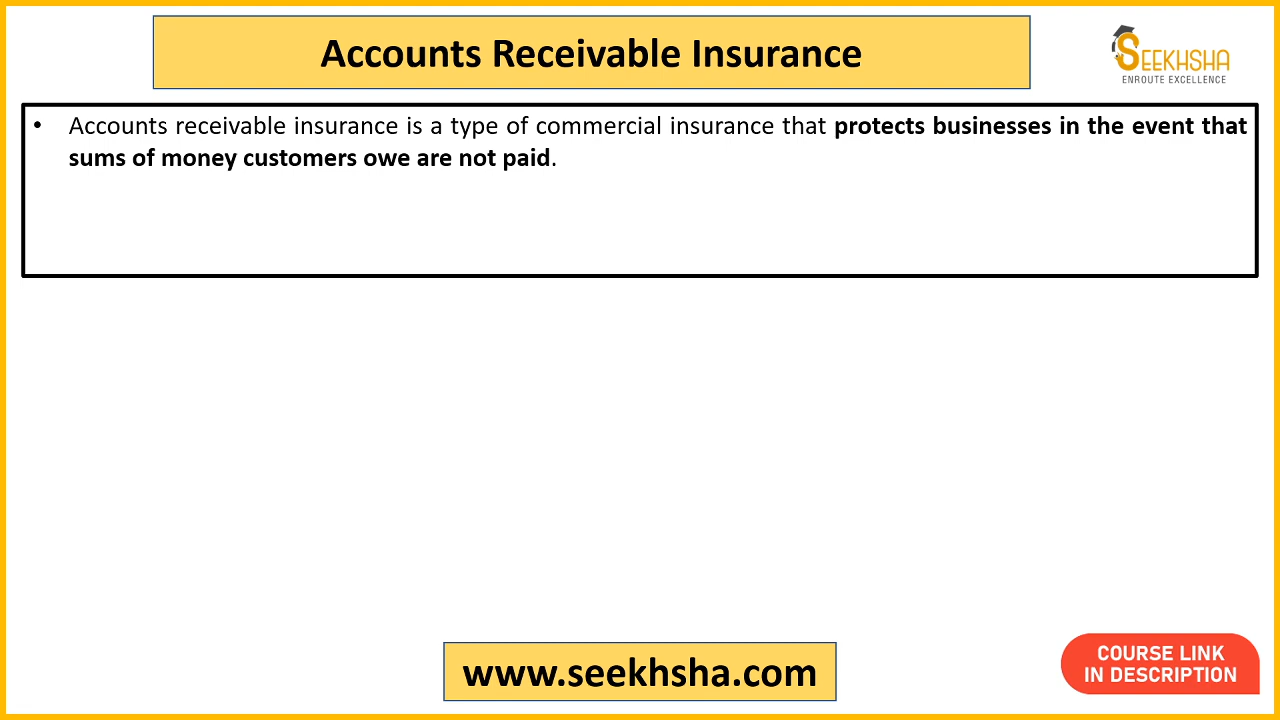 Accounts Receivable Insurance
SEEKHSHA
ENROUTE EXCELLENCE
• Accounts receivable insurance is a type of commercial insurance that protects businesses in the event that
sums of money customers owe are not paid.
www.seekhsha.com
COURSE LINK
IN DESCRIPTION